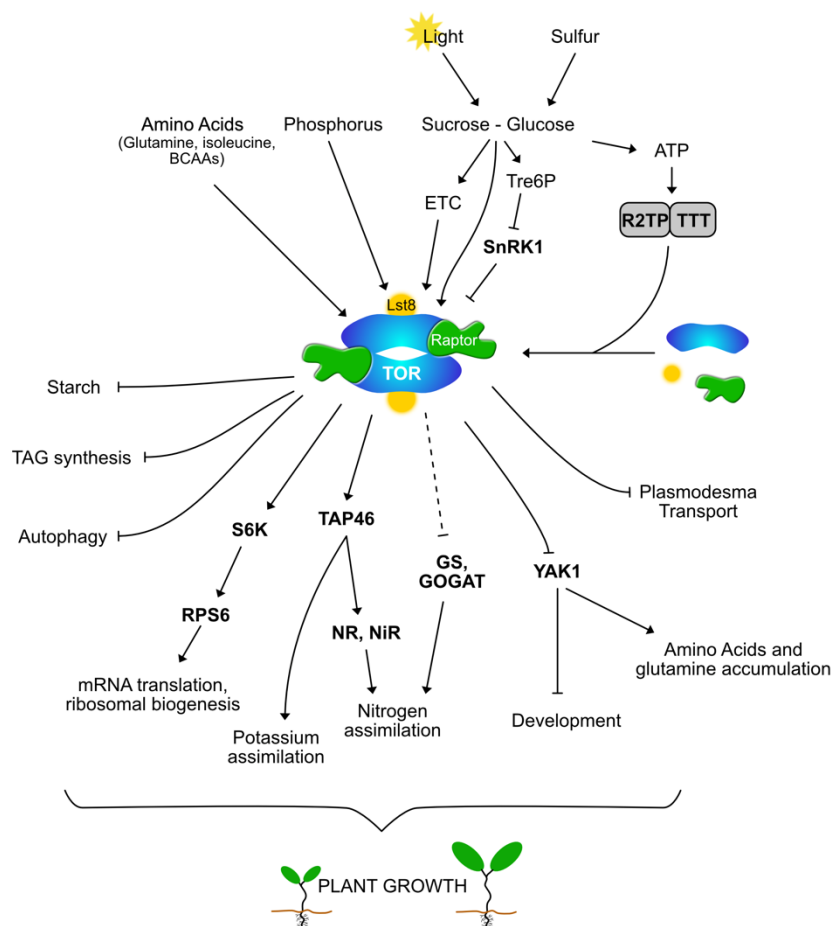 Light
Sulfur
Amino Acids
(Glutamine, isoleucine,
BCAAs)
Phosphorus
Sucrose - Glucose
ATP
Tre6P
ETC
R2TP TTT
SnRK1
Lst8
Raptor
TOR
Starch
TAG synthesis
Autophagy
Plasmodesma
Transport
S6K
TAP46
GS,
GOGAT
YAK1
RPS6
NR, NiR
Amino Acids and
glutamine accumulation
mRNA translation,
ribosomal biogenesis
Potassium
assimilation
Nitrogen
assimilation
Development
PLANT GROWTH